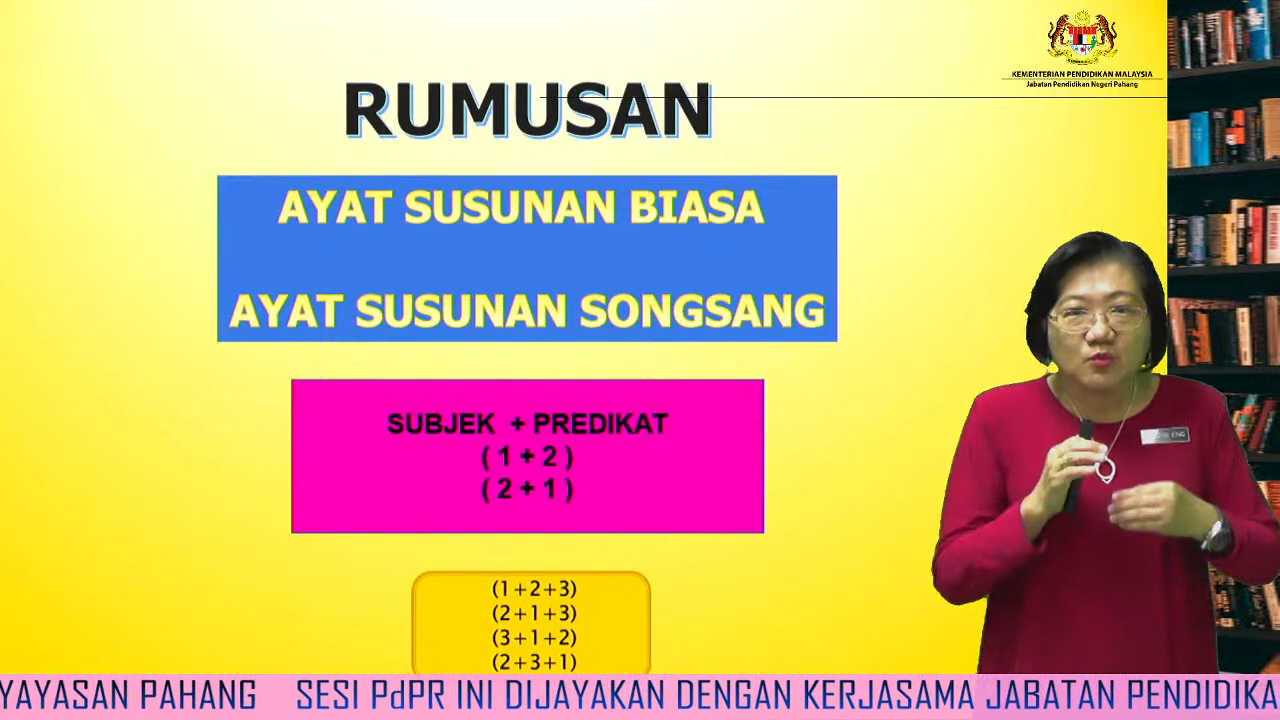 KEMENTERIAN PENDIDIKAN MALAYSIA
Jabatan Pendidikan Negeri Pahang
RUMUSAN
AYAT SUSUNAN BIASA
AYAT SUSUNAN SONGSANG
SUBJEK + PREDIKAT
( 1 + 2 )
( 2 + 1 )
ENG
(1+2+3)
(2+1+3)
(3+1+2)
(2+3+1)
YAYASAN PAHANG SESI PdPR INI DIJAYAKAN DENGAN KERJASAMA JABATAN PENDIDIKA